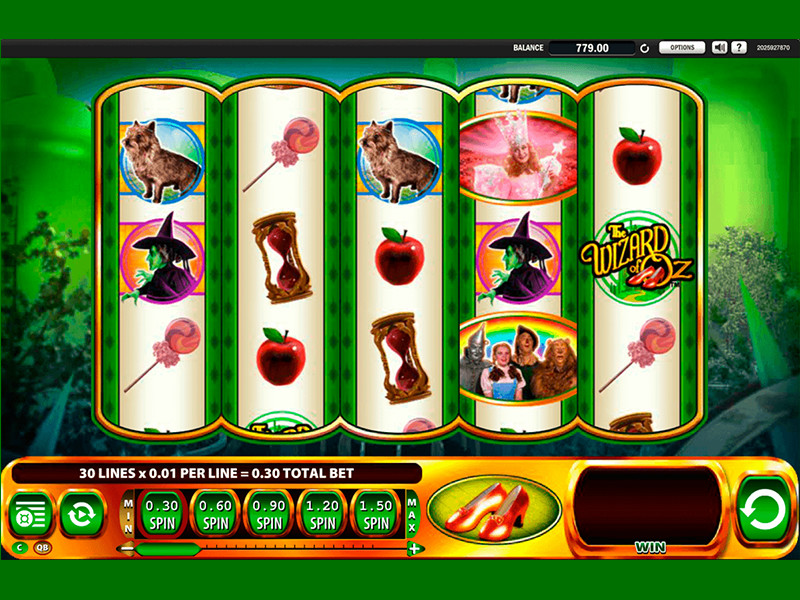 BALANCE 779.00 OPTIONS ? 2025927870
The
WIZARD
of OZ
TM
30 LINES x 0.01 PER LINE = 0.30 TOTAL BET
MIN
0.30 SPIN
0.60 SPIN
0.90 SPIN
1.20 SPIN
1.50 SPIN
MAX
C QB
- +
WIN